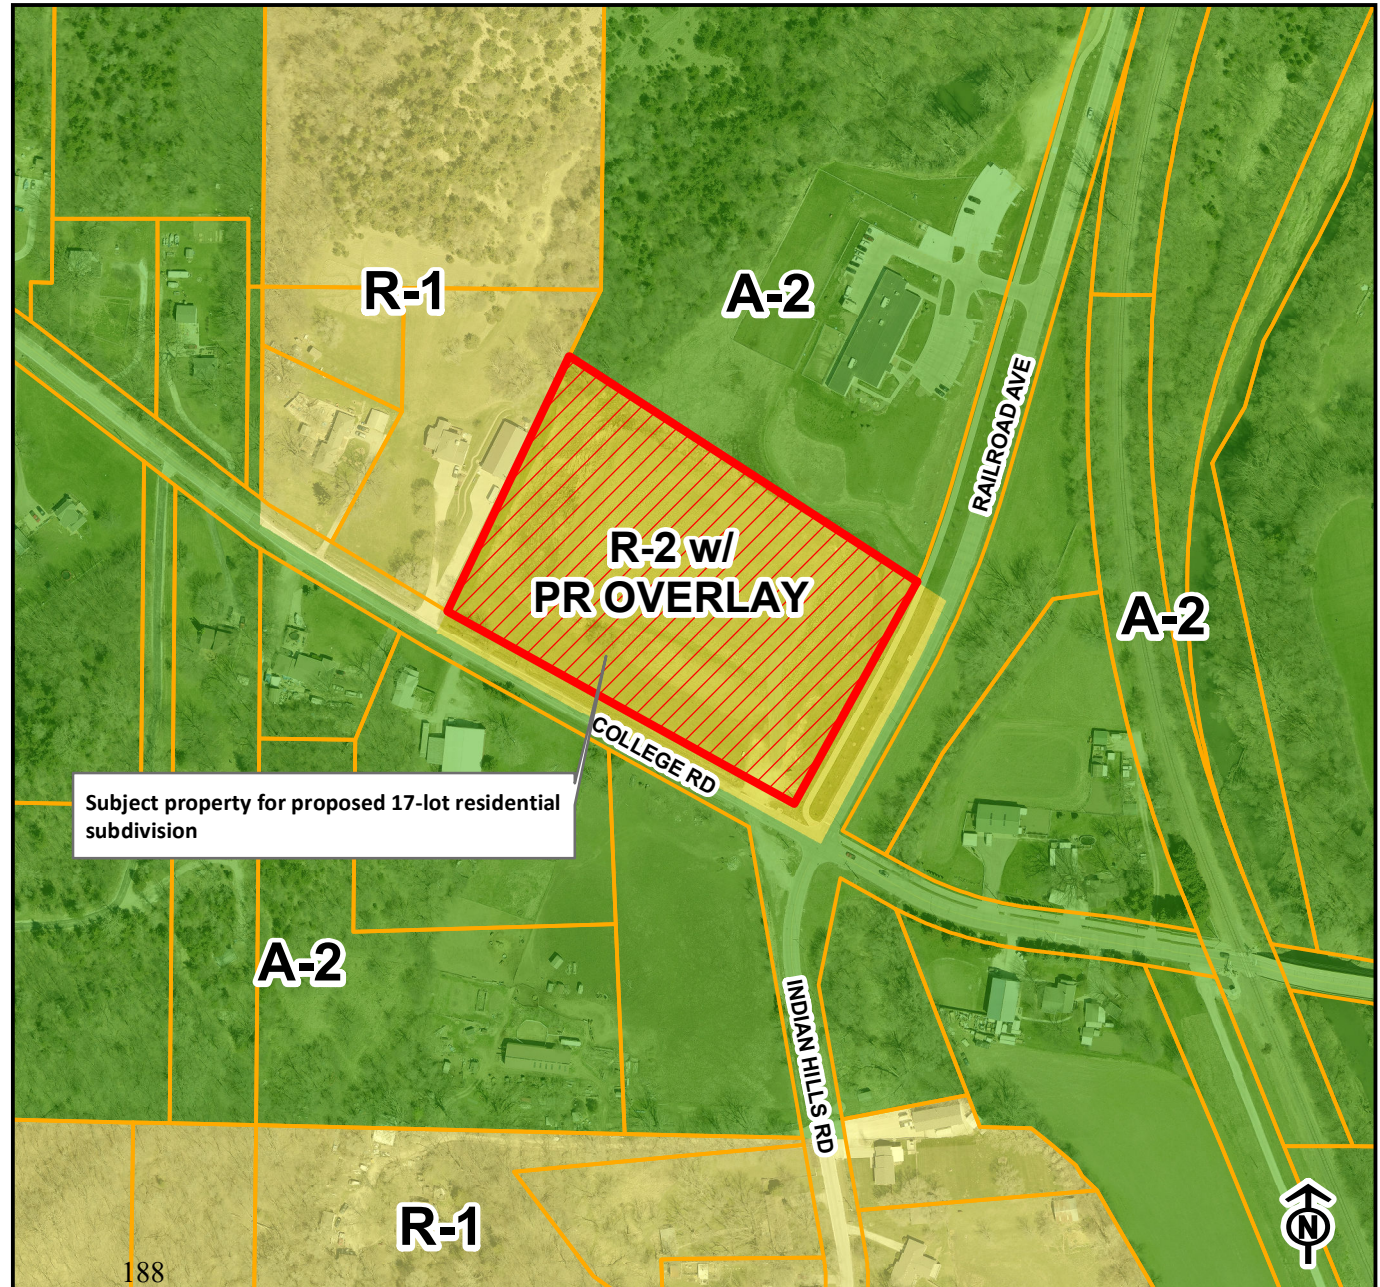 R-1
A-2
RAILROAD AVE
R-2 w/
PR OVERLAY
A-2
COLLEGE RD
Subject property for proposed 17-lot residential
subdivision
A-2
INDIAN HILLS RD
R-1
N
188